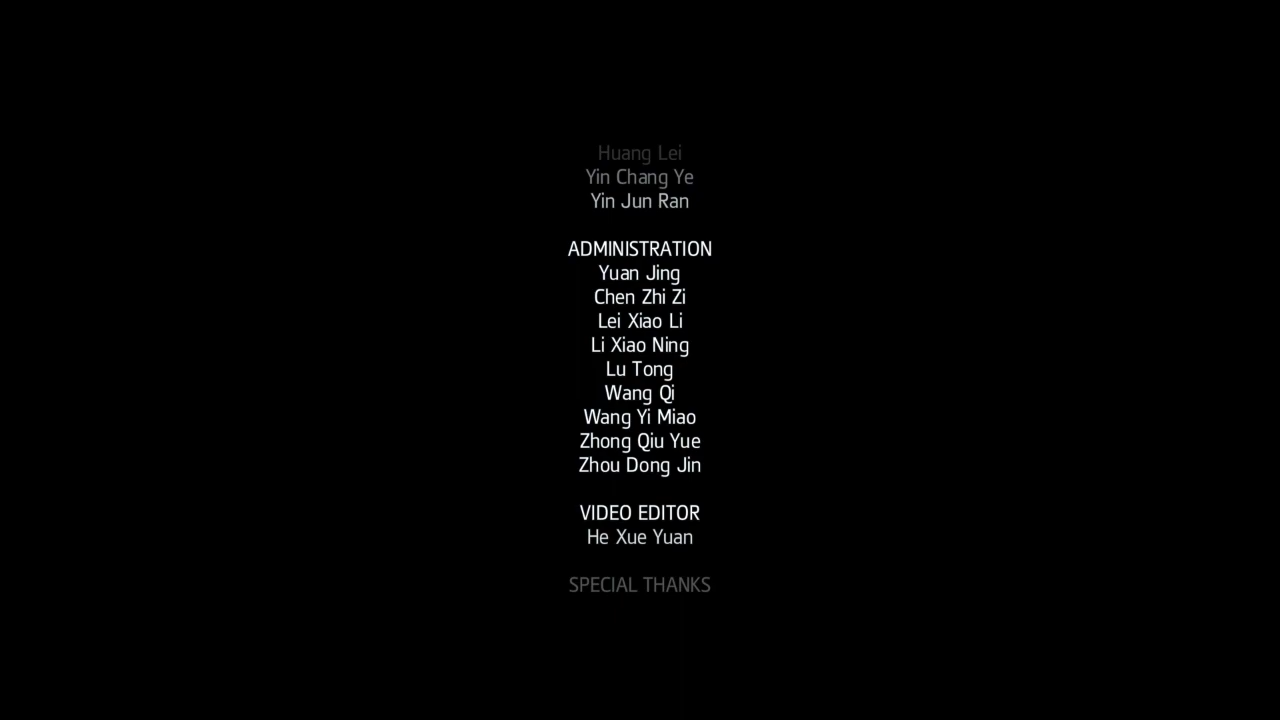 Huang Lei
Yin Chang Ye
Yin Jun Ran
ADMINISTRATION
Yuan Jing
Chen Zhi Zi
Lei Xiao Li
Li Xiao Ning
Lu Tong
Wang Qi
Wang Yi Miao
Zhong Qiu Yue
Zhou Dong Jin
VIDEO EDITOR
He Xue Yuan
SPECIAL THANKS